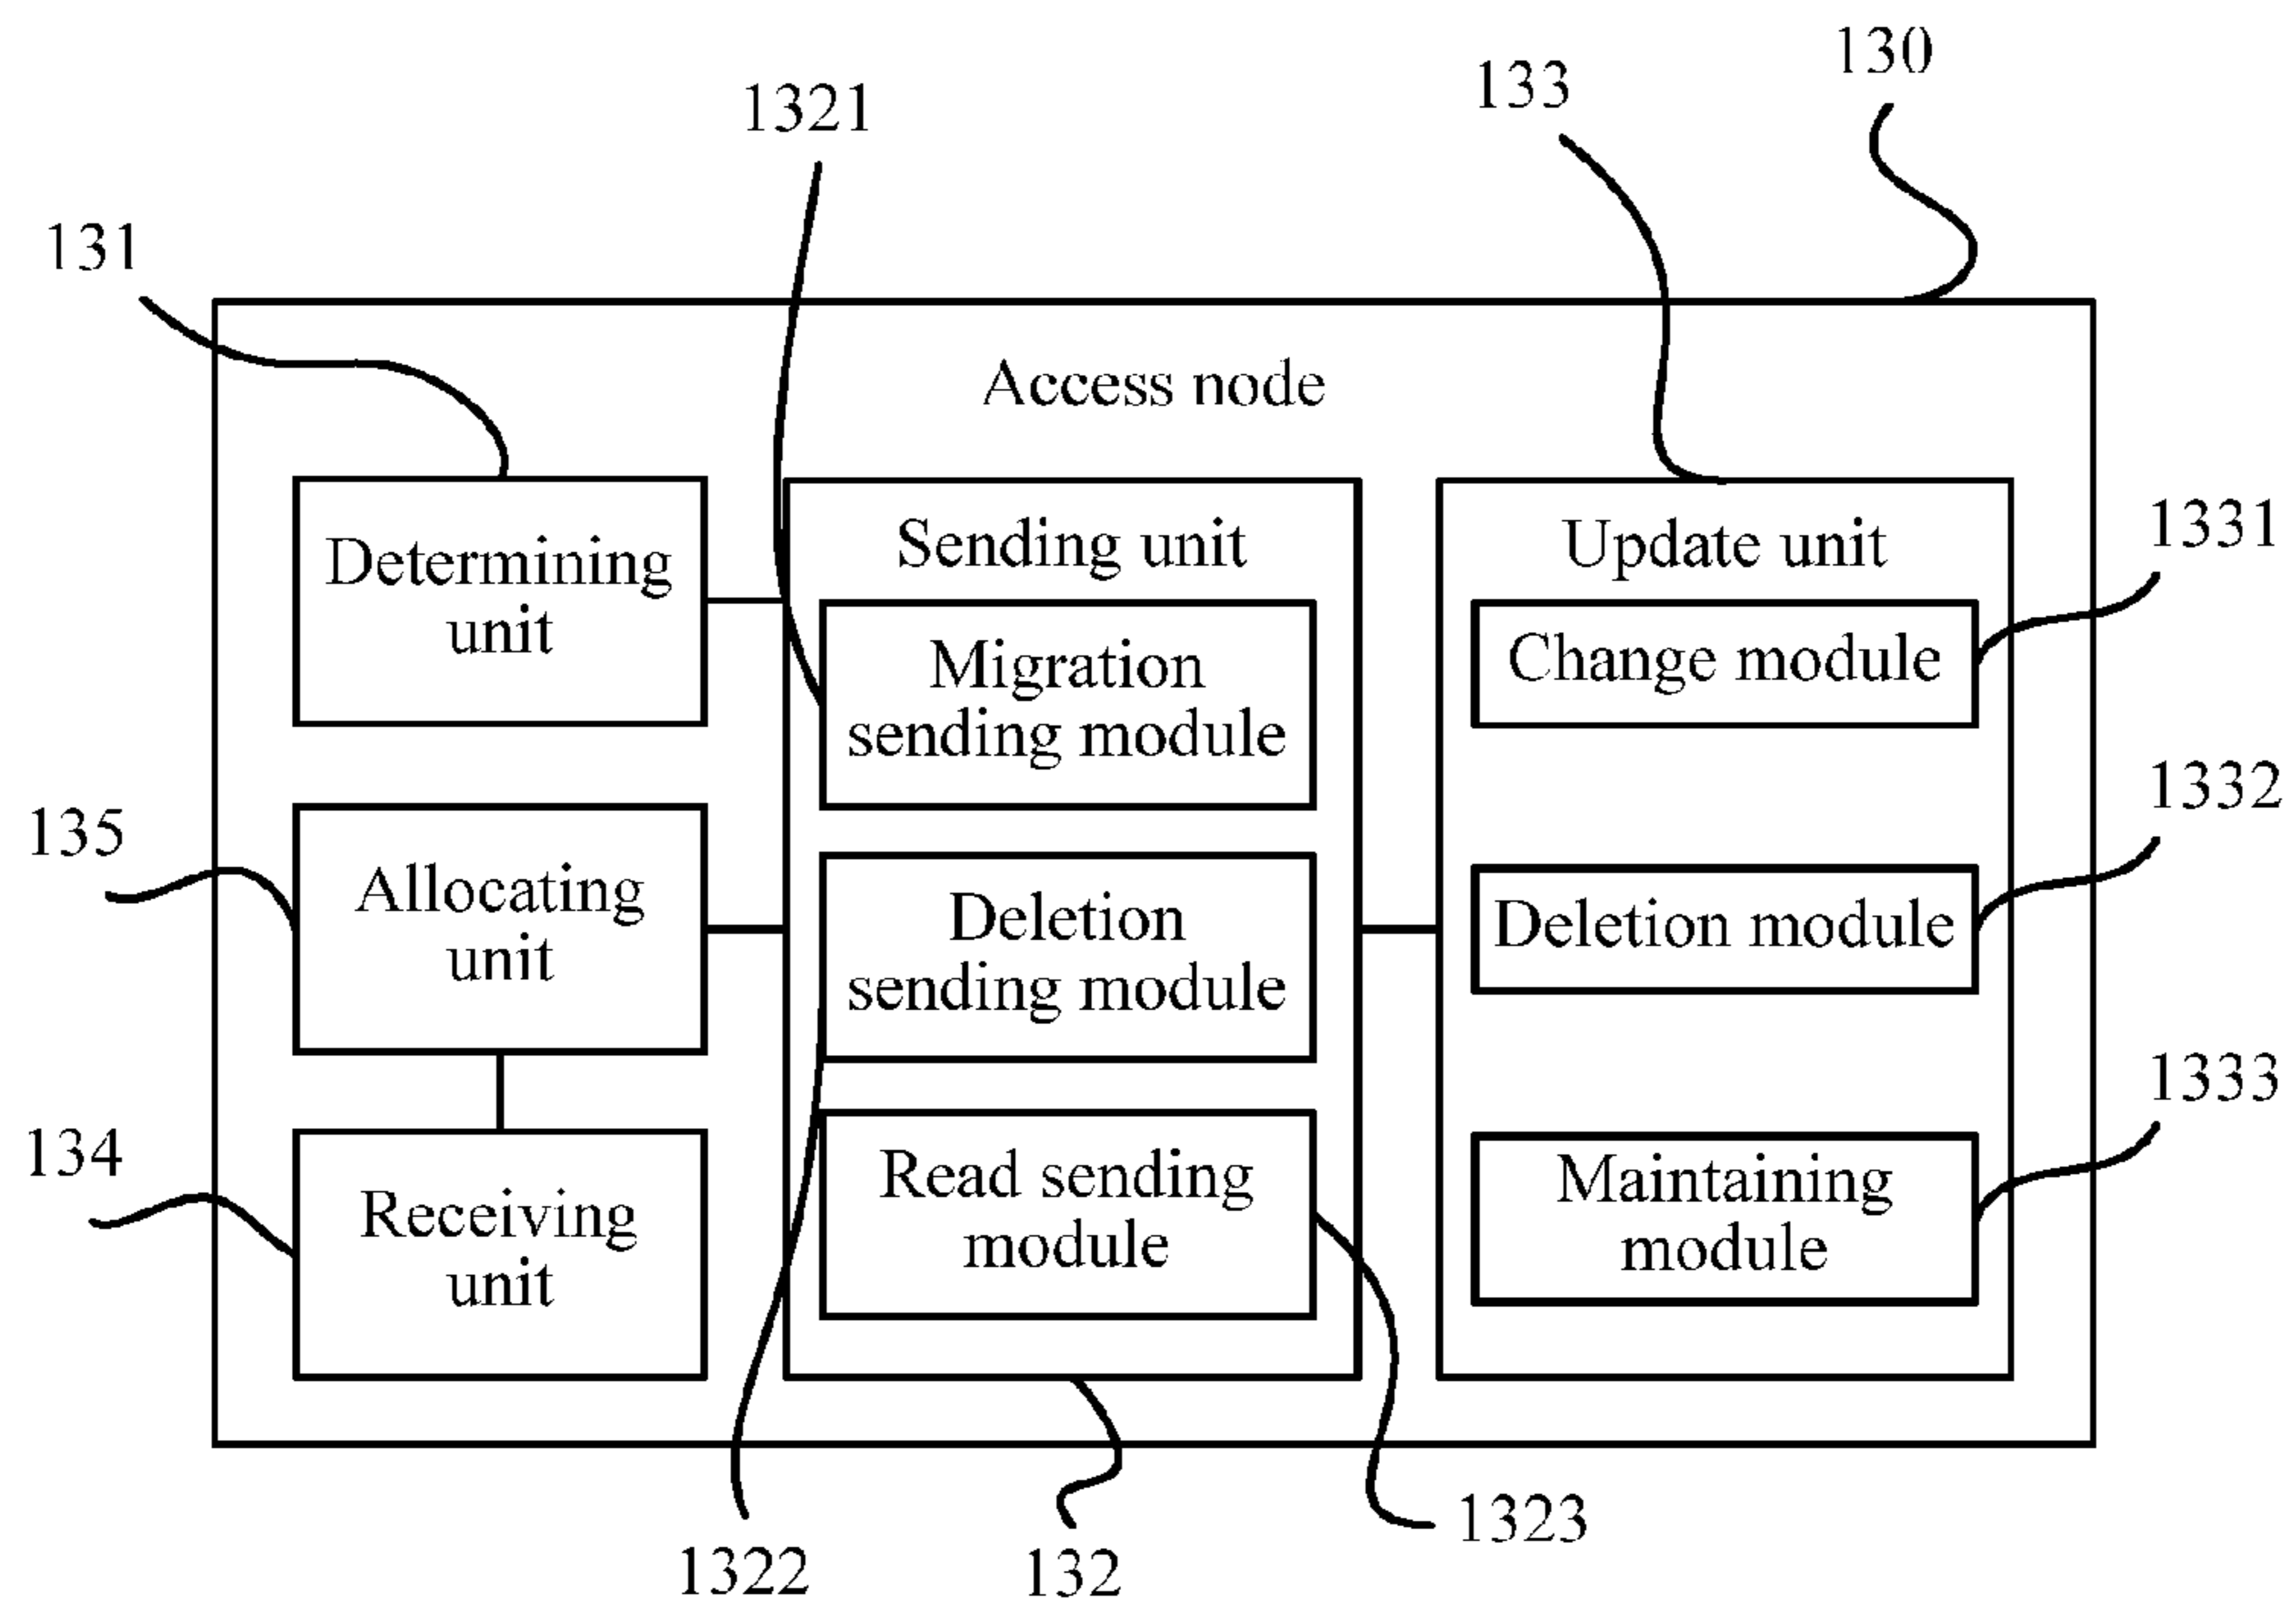 130
133
1321
131
Access node
Determining
unit
Sending unit
Update unit
1331
Migration
sending module
Change module
1332
135
Allocating
unit
Deletion
sending module
Deletion module
1333
134
Receiving
unit
Read sending
module
Maintaining
module
1323
1322
132